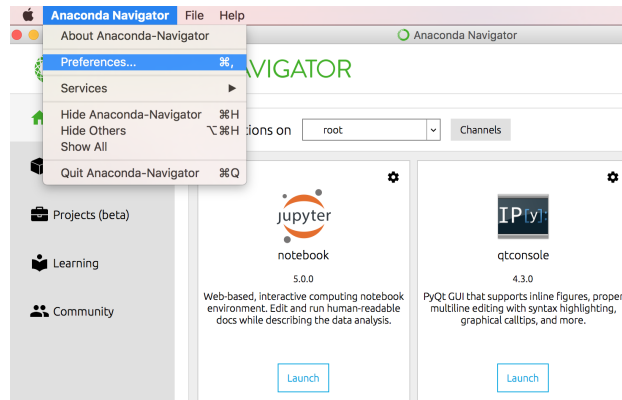 Anaconda Navigator File Help
About Anaconda-Navigator
Anaconda Navigator
Preferences... ⌘,
VIGATOR
Services ▶
Hide Anaconda-Navigator ⌘H
Hide Others ⌥⌘H
Show All
Quit Anaconda-Navigator ⌘Q
ions on root Channels
Projects (beta)
Learning
Community
jupyter
notebook
5.0.0
Web-based, interactive computing notebook
environment. Edit and run human-readable
docs while describing the data analysis.
Launch
IP[y]:
qtconsole
4.3.0
PyQt GUI that supports inline figures, proper
multiline editing with syntax highlighting,
graphical calltips, and more.
Launch